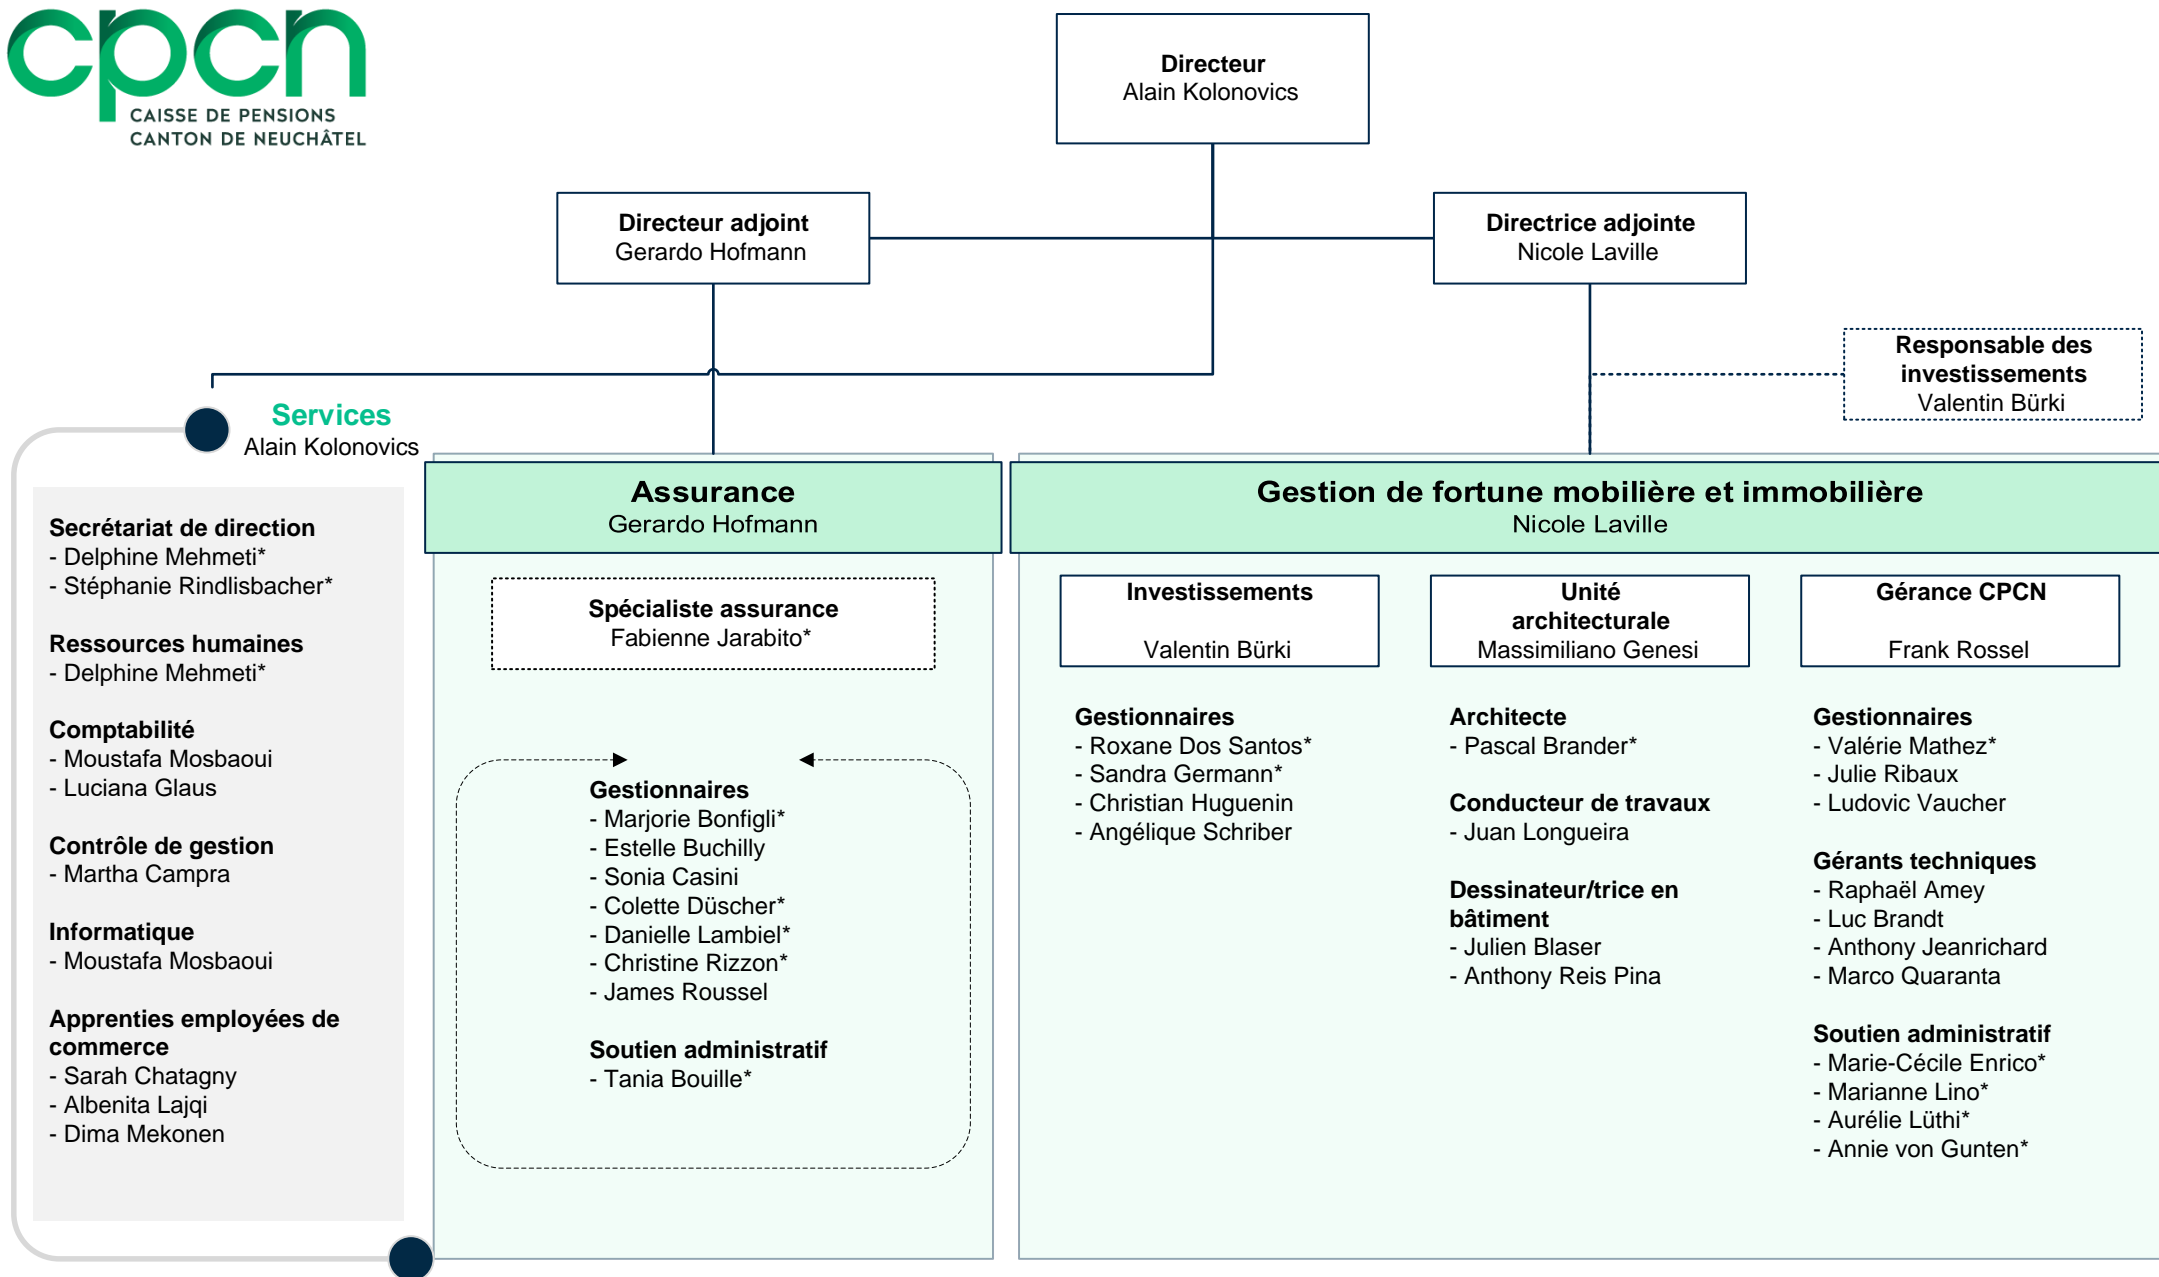 cpcn
CAISSE DE PENSIONS
CANTON DE NEUCHÂTEL
Directeur
Alain Kolonovics
Directeur adjoint
Gerardo Hofmann
Directrice adjointe
Nicole Laville
Responsable des
investissements
Valentin Bürki
Services
Alain Kolonovics
Secrétariat de direction
- Delphine Mehmeti*
- Stéphanie Rindlisbacher*
Ressources humaines
- Delphine Mehmeti*
Comptabilité
- Moustafa Mosbaoui
- Luciana Glaus
Contrôle de gestion
- Martha Campra
Informatique
- Moustafa Mosbaoui
Apprenties employées de
commerce
- Sarah Chatagny
- Albenita Lajqi
- Dima Mekonen
Assurance
Gerardo Hofmann
Spécialiste assurance
Fabienne Jarabito*
Gestionnaires
- Marjorie Bonfigli*
- Estelle Buchilly
- Sonia Casini
- Colette Düscher*
- Danielle Lambiel*
- Christine Rizzon*
- James Roussel
Soutien administratif
- Tania Bouille*
Gestion de fortune mobilière et immobilière
Nicole Laville
Investissements
Valentin Bürki
Gestionnaires
- Roxane Dos Santos*
- Sandra Germann*
- Christian Huguenin
- Angélique Schriber
Unité
architecturale
Massimiliano Genesi
Architecte
- Pascal Brander*
Conducteur de travaux
- Juan Longueira
Dessinateur/trice en
bâtiment
- Julien Blaser
- Anthony Reis Pina
Gérance CPCN
Frank Rossel
Gestionnaires
- Valérie Mathez*
- Julie Ribaux
- Ludovic Vaucher
Gérants techniques
- Raphaël Amey
- Luc Brandt
- Anthony Jeanrichard
- Marco Quaranta
Soutien administratif
- Marie-Cécile Enrico*
- Marianne Lino*
- Aurélie Lüthi*
- Annie von Gunten*